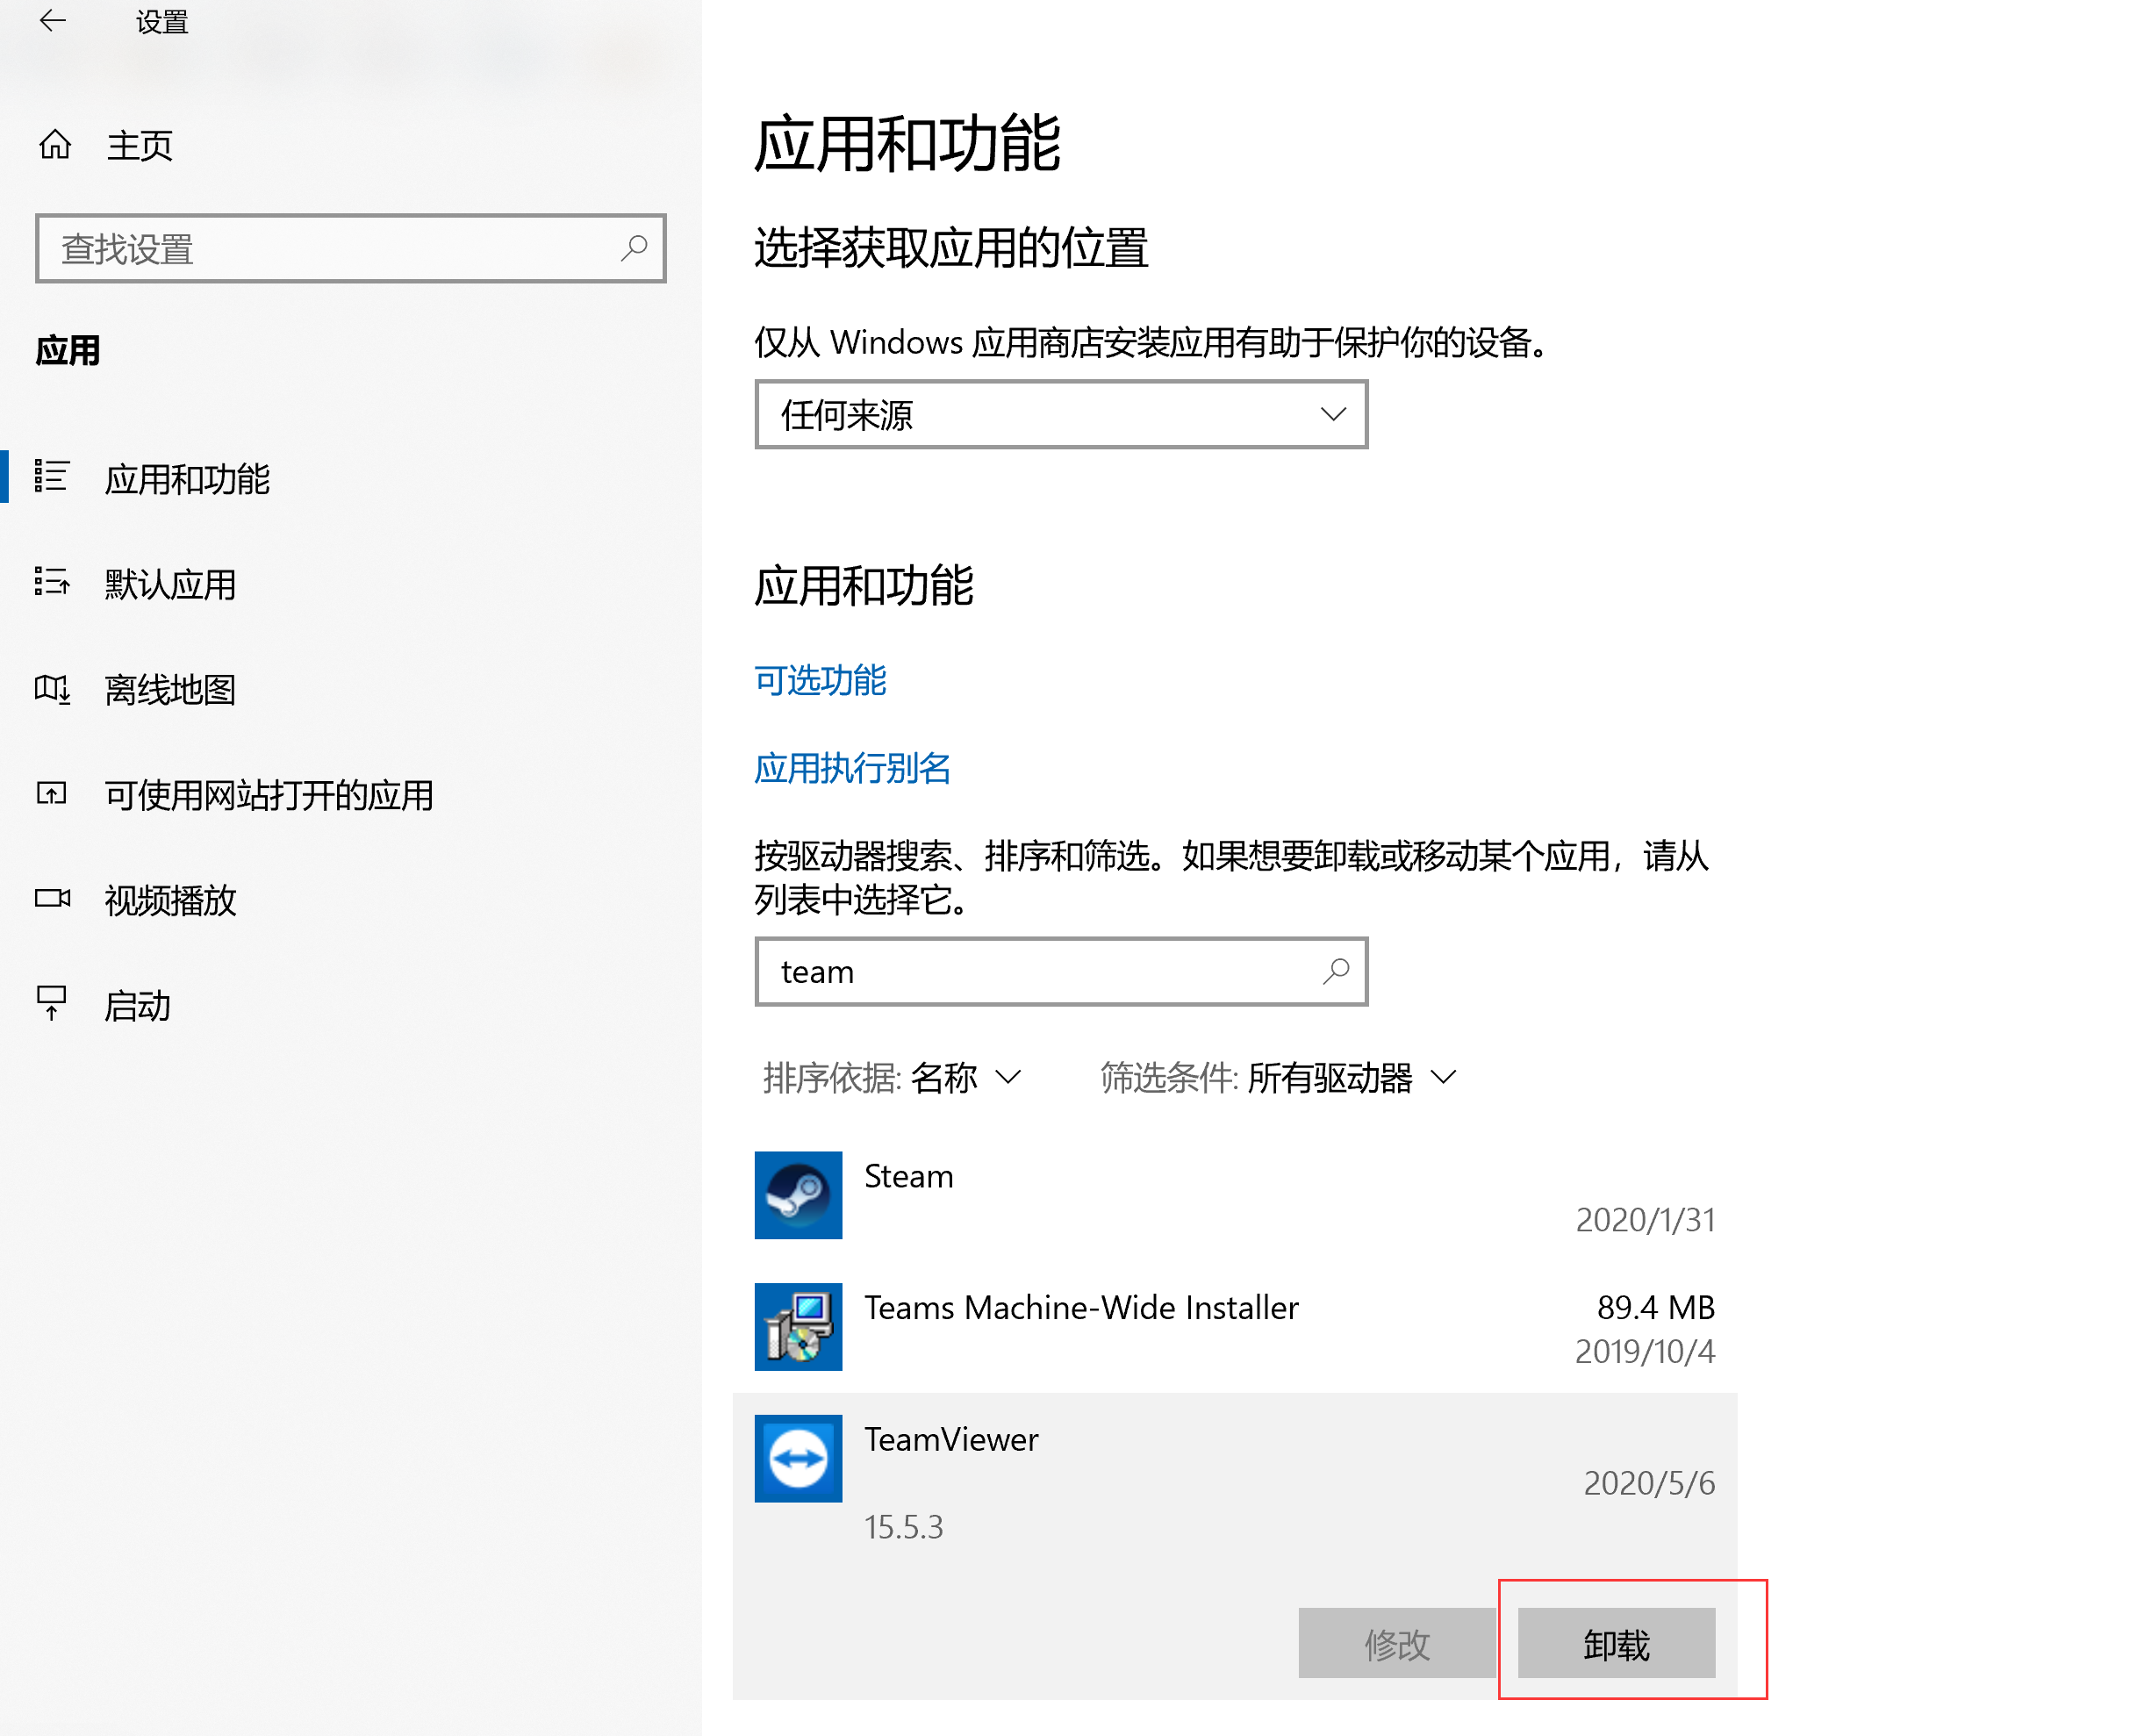 设置
主页
查找设置
应用
应用和功能
默认应用
离线地图
可使用网站打开的应用
视频播放
启动
应用和功能
选择获取应用的位置
仅从 Windows 应用商店安装应用有助于保护你的设备。
任何来源
应用和功能
可选功能
应用执行别名
按驱动器搜索、排序和筛选。如果想要卸载或移动某个应用，请从
列表中选择它。
team
排序依据: 名称 筛选条件: 所有驱动器
Steam
2020/1/31
Teams Machine-Wide Installer 89.4 MB
2019/10/4
TeamViewer
2020/5/6
15.5.3
修改 卸载